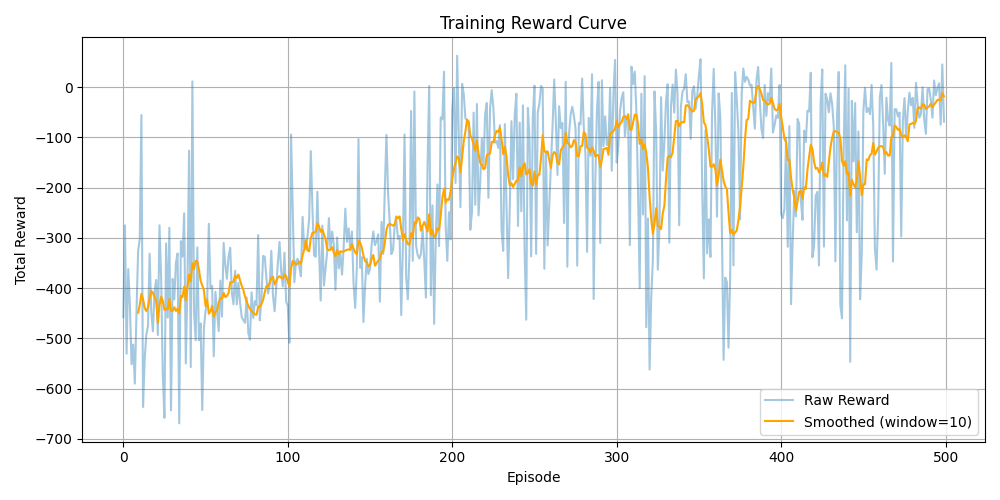 Training Reward Curve
Total Reward
0
−100
−200
−300
−400
−500
−600
−700
0 100 200 300 400 500
Episode
Raw Reward
Smoothed (window=10)